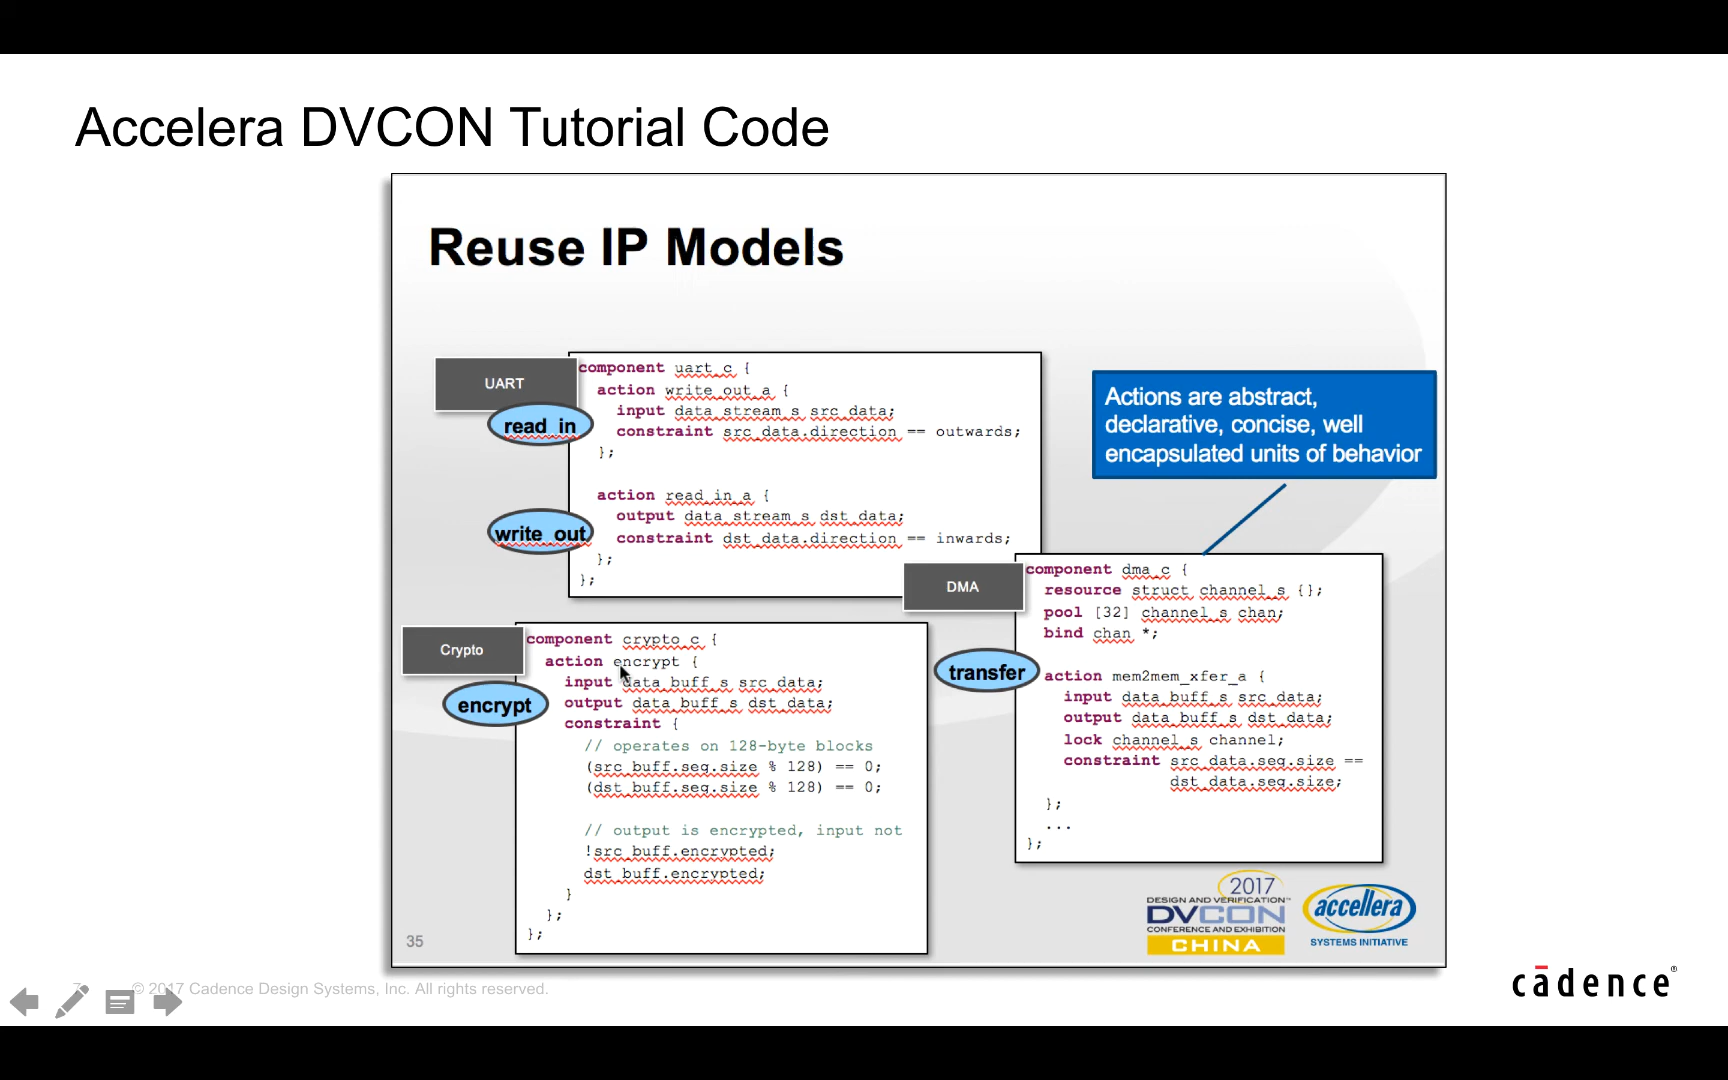 Accelera DVCON Tutorial Code
Reuse IP Models
UART
read_in
write_out
component uart_c {
action write_out_a {
input data_stream_s src_data;
constraint src_data.direction == outwards;
};
action read_in_a {
output data_stream_s dst_data;
constraint dst_data.direction == inwards;
};
};
Actions are abstract,
declarative, concise, well
encapsulated units of behavior
Crypto
encrypt
component crypto_c {
action encrypt {
input data_buff_s src_data;
output data_buff_s dst_data;
constraint {
// operates on 128-byte blocks
(src_buff.seg.size % 128) == 0;
(dst_buff.seg.size % 128) == 0;
// output is encrypted, input not
!src_buff.encrypted;
dst_buff.encrypted;
}
};
};
DMA
transfer
component dma_c {
resource struct channel_s {};
pool [32] channel_s chan;
bind chan *;
action mem2mem_xfer_a {
input data_buff_s src_data;
output data_buff_s dst_data;
lock channel_s channel;
constraint src_data.seg.size ==
dst_data.seg.size;
};
...
};
35
2017
DESIGN AND VERIFICATION™
DVCON
CONFERENCE AND EXHIBITION
CHINA
accellera
SYSTEMS INITIATIVE
7 © 2017 Cadence Design Systems, Inc. All rights reserved.
cādence®